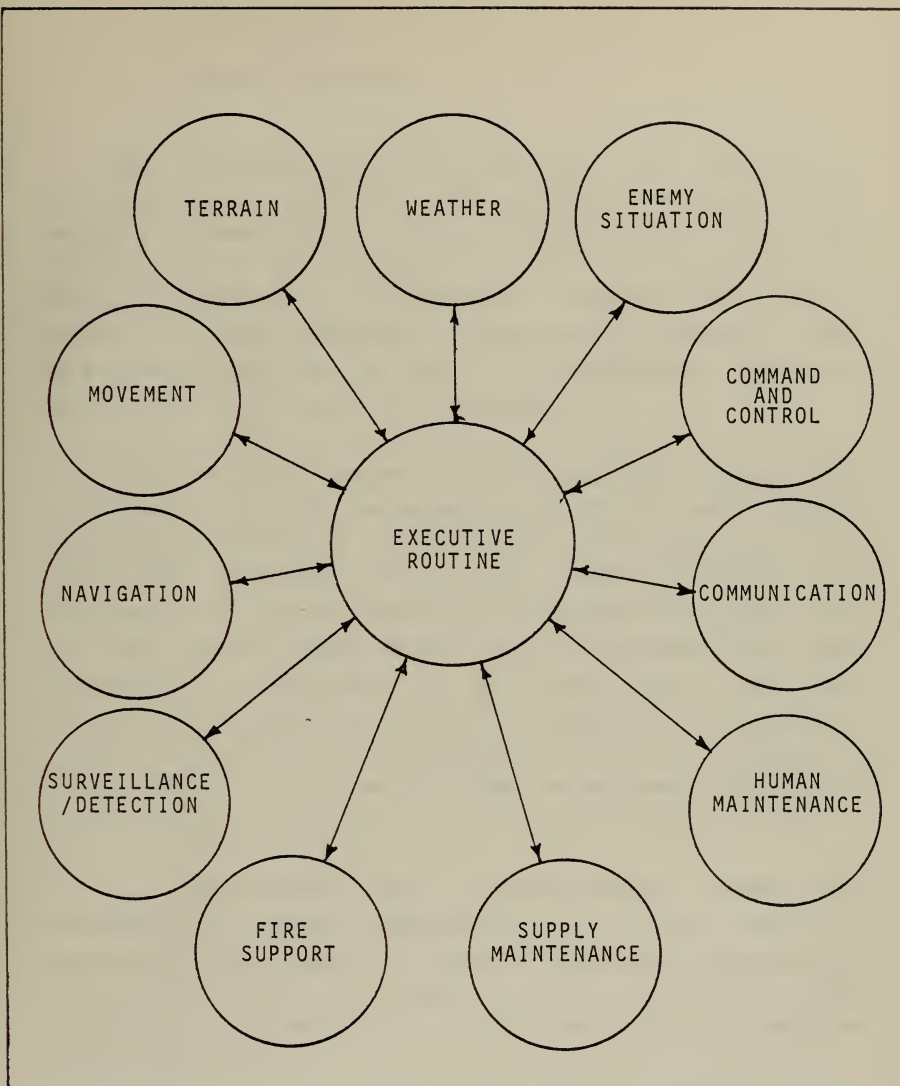 TERRAIN
WEATHER
ENEMY
SITUATION
MOVEMENT
COMMAND
AND
CONTROL
EXECUTIVE
ROUTINE
NAVIGATION
COMMUNICATION
SURVEILLANCE
/DETECTION
HUMAN
MAINTENANCE
FIRE
SUPPORT
SUPPLY
MAINTENANCE